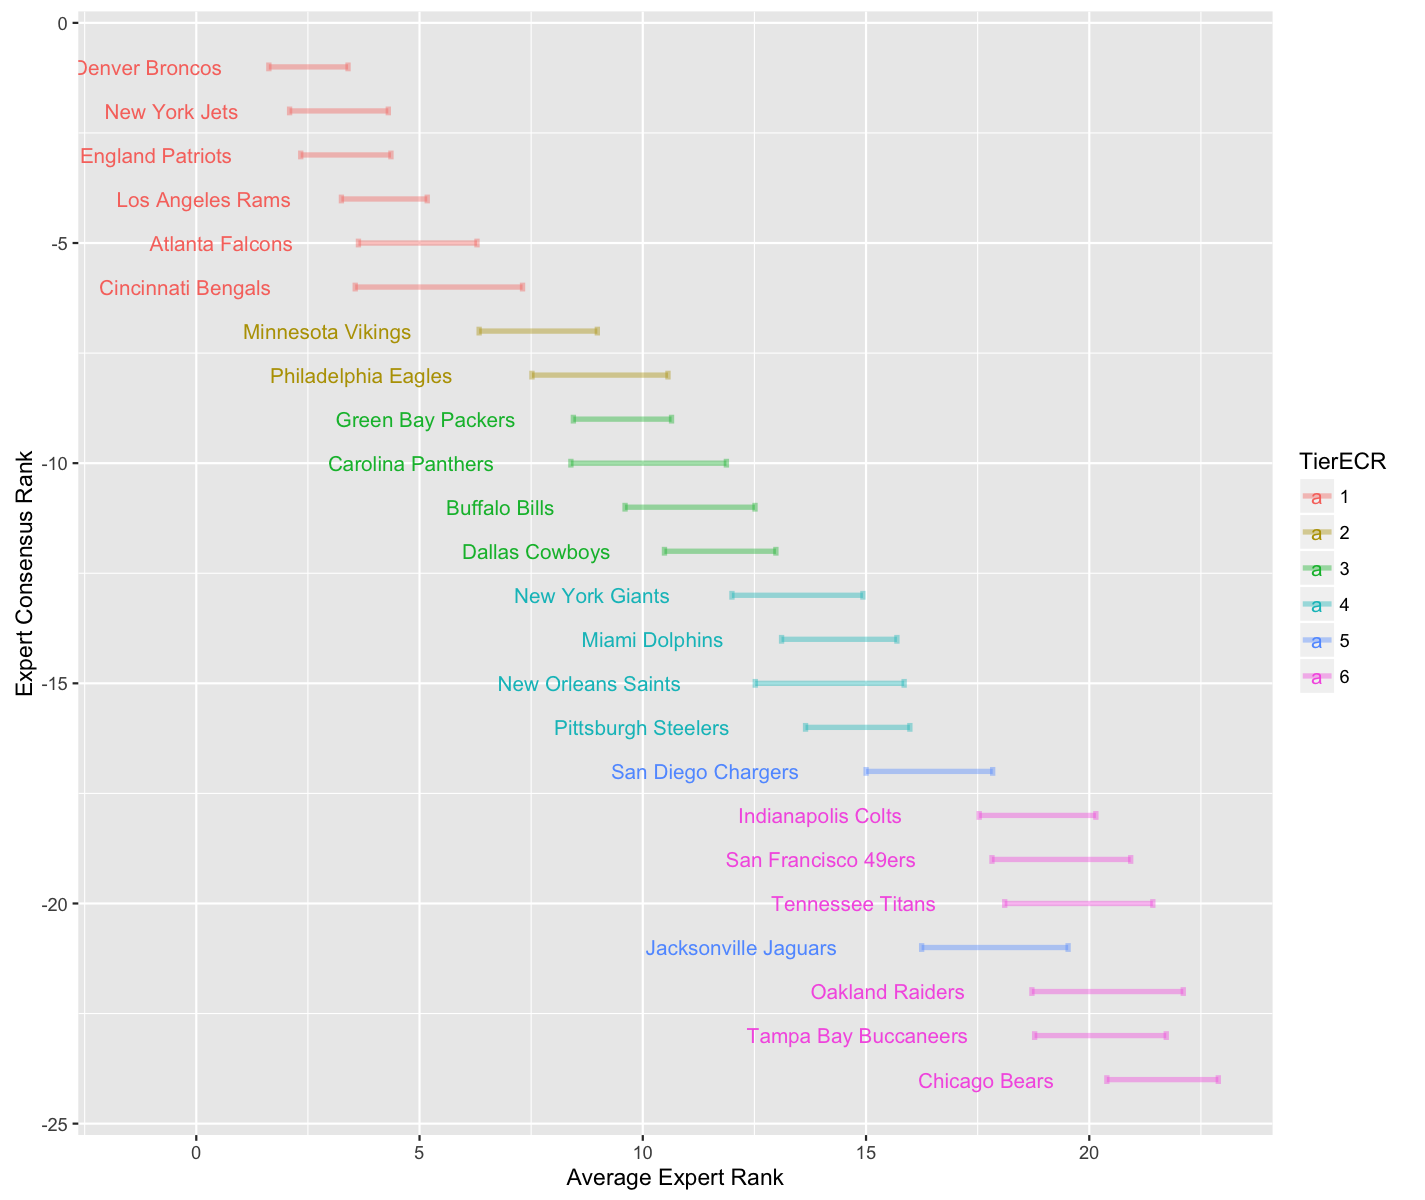 0
Denver Broncos
New York Jets
England Patriots
Los Angeles Rams
-5
Atlanta Falcons
Cincinnati Bengals
Minnesota Vikings
Philadelphia Eagles
Green Bay Packers
-10
Carolina Panthers
Buffalo Bills
Dallas Cowboys
New York Giants
Miami Dolphins
-15
New Orleans Saints
Pittsburgh Steelers
San Diego Chargers
Indianapolis Colts
San Francisco 49ers
-20
Tennessee Titans
Jacksonville Jaguars
Oakland Raiders
Tampa Bay Buccaneers
Chicago Bears
-25
0 5 10 15 20
Average Expert Rank
Expert Consensus Rank
TierECR
a 1
a 2
a 3
a 4
a 5
a 6